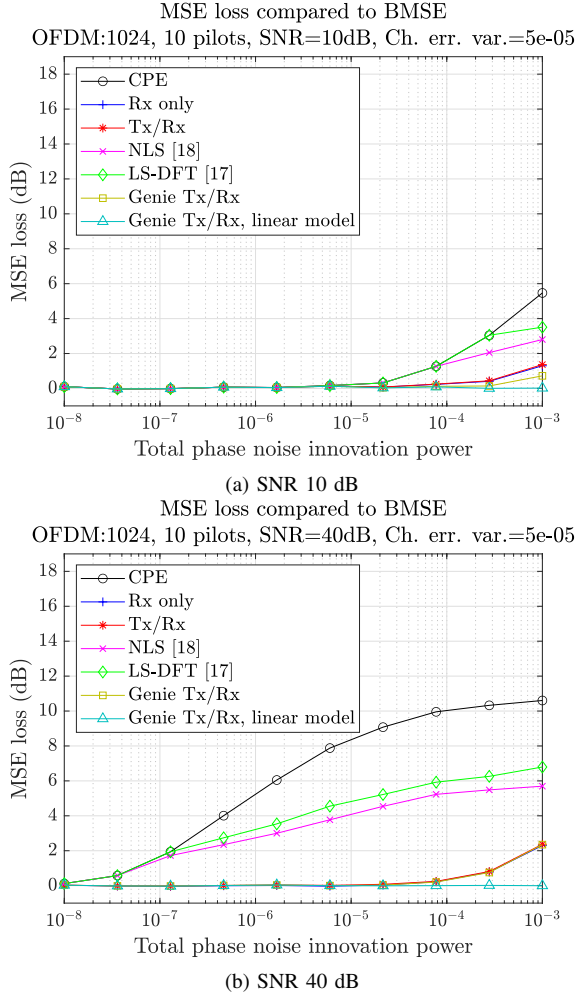 MSE loss compared to BMSE
OFDM:1024, 10 pilots, SNR=10dB, Ch. err. var.=5e-05
18
16
14
12
10
8
6
4
2
0
MSE loss (dB)
CPE
Rx only
Tx/Rx
NLS [18]
LS-DFT [17]
Genie Tx/Rx
Genie Tx/Rx, linear model
10⁻⁸ 10⁻⁷ 10⁻⁶ 10⁻⁵ 10⁻⁴ 10⁻³
Total phase noise innovation power
(a) SNR 10 dB
MSE loss compared to BMSE
OFDM:1024, 10 pilots, SNR=40dB, Ch. err. var.=5e-05
18
16
14
12
10
8
6
4
2
0
MSE loss (dB)
CPE
Rx only
Tx/Rx
NLS [18]
LS-DFT [17]
Genie Tx/Rx
Genie Tx/Rx, linear model
10⁻⁸ 10⁻⁷ 10⁻⁶ 10⁻⁵ 10⁻⁴ 10⁻³
Total phase noise innovation power
(b) SNR 40 dB